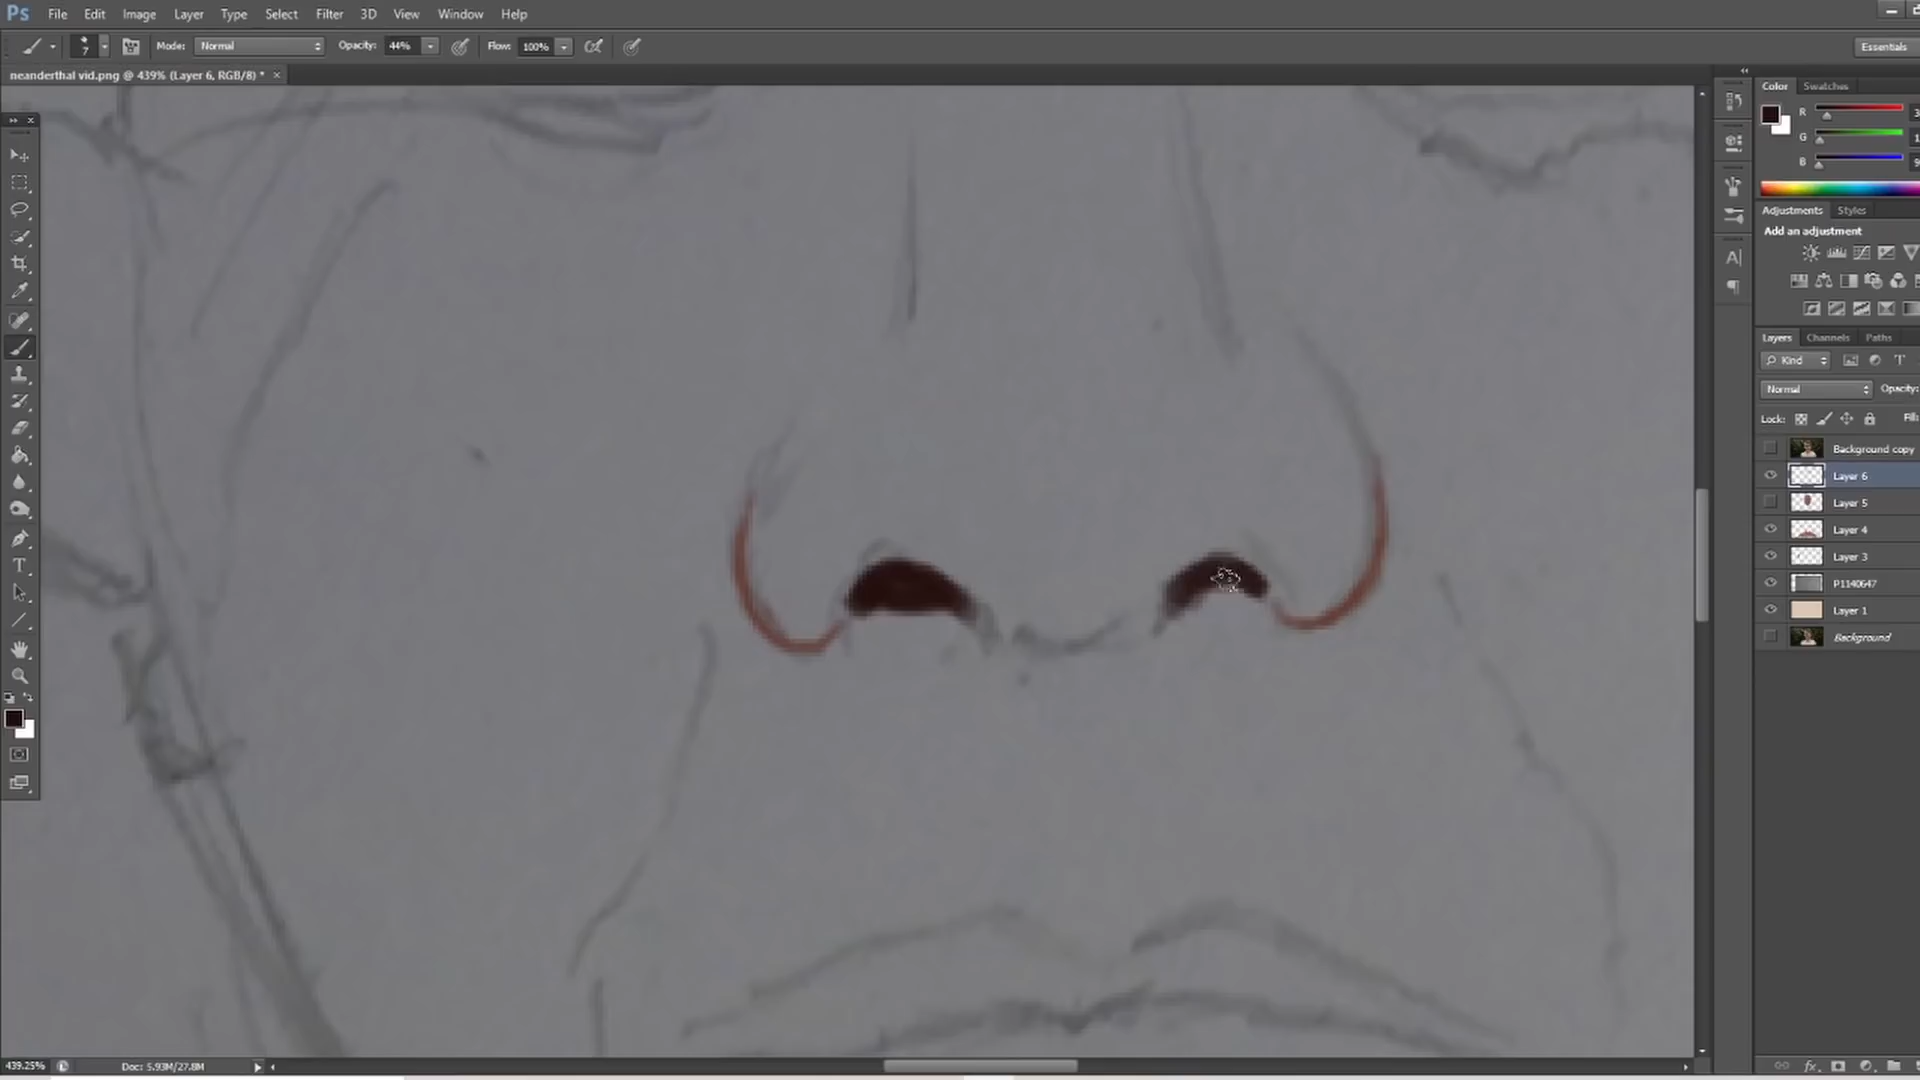 Ps File Edit Image Layer Type Select Filter 3D View Window Help
7 Mode: Normal Opacity: 44% Flow: 100% Essentials
neanderthal vid.png @ 439% (Layer 6, RGB/8) * ×
Color Swatches
R
G
B
Adjustments Styles
Add an adjustment
Layers Channels Paths
Kind
Normal Opacity:
Lock:
Background copy
Layer 6
Layer 5
Layer 4
Layer 3
P1140647
Layer 1
Background
439.25% Doc: 5.93M/27.8M